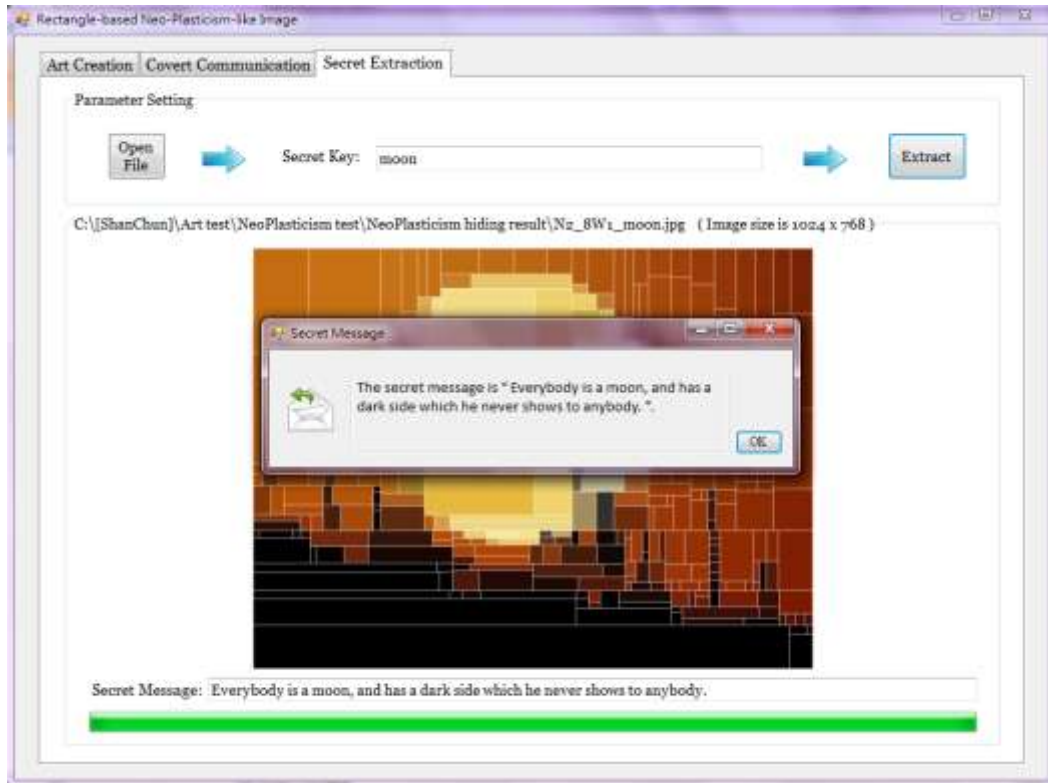 Rectangle-based Neo-Plasticism-like Image
Art Creation Covert Communication Secret Extraction
Parameter Setting
Open
File
Secret Key: moon
Extract
C:\[ShanChun]\Art test\NeoPlasticism test\NeoPlasticism hiding result\N2_8W1_moon.jpg ( Image size is 1024 x 768 )
Secret Message
The secret message is " Everybody is a moon, and has a
dark side which he never shows to anybody. ".
OK
Secret Message: Everybody is a moon, and has a dark side which he never shows to anybody.